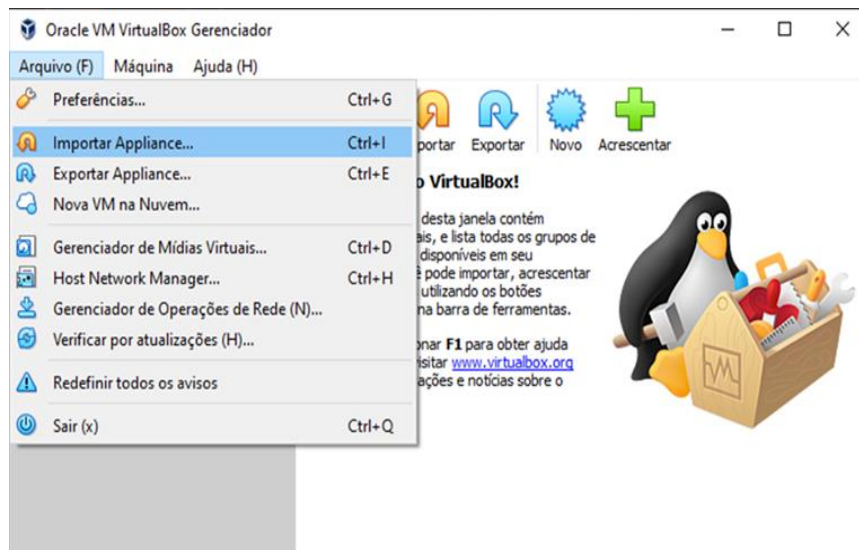 Oracle VM VirtualBox Gerenciador
Arquivo (F) Máquina Ajuda (H)
Preferências... Ctrl+G
Importar Appliance... Ctrl+I
Exportar Appliance... Ctrl+E
Nova VM na Nuvem...
Gerenciador de Mídias Virtuais... Ctrl+D
Host Network Manager... Ctrl+H
Gerenciador de Operações de Rede (N)...
Verificar por atualizações (H)...
Redefinir todos os avisos
Sair (x) Ctrl+Q
portar Exportar Novo Acrescentar
o VirtualBox!
desta janela contém
ais, e lista todas os grupos de
disponíveis em seu
ê pode importar, acrescentar
utilizando os botões
na barra de ferramentas.
onar F1 para obter ajuda
visitar www.virtualbox.org
ações e notícias sobre o